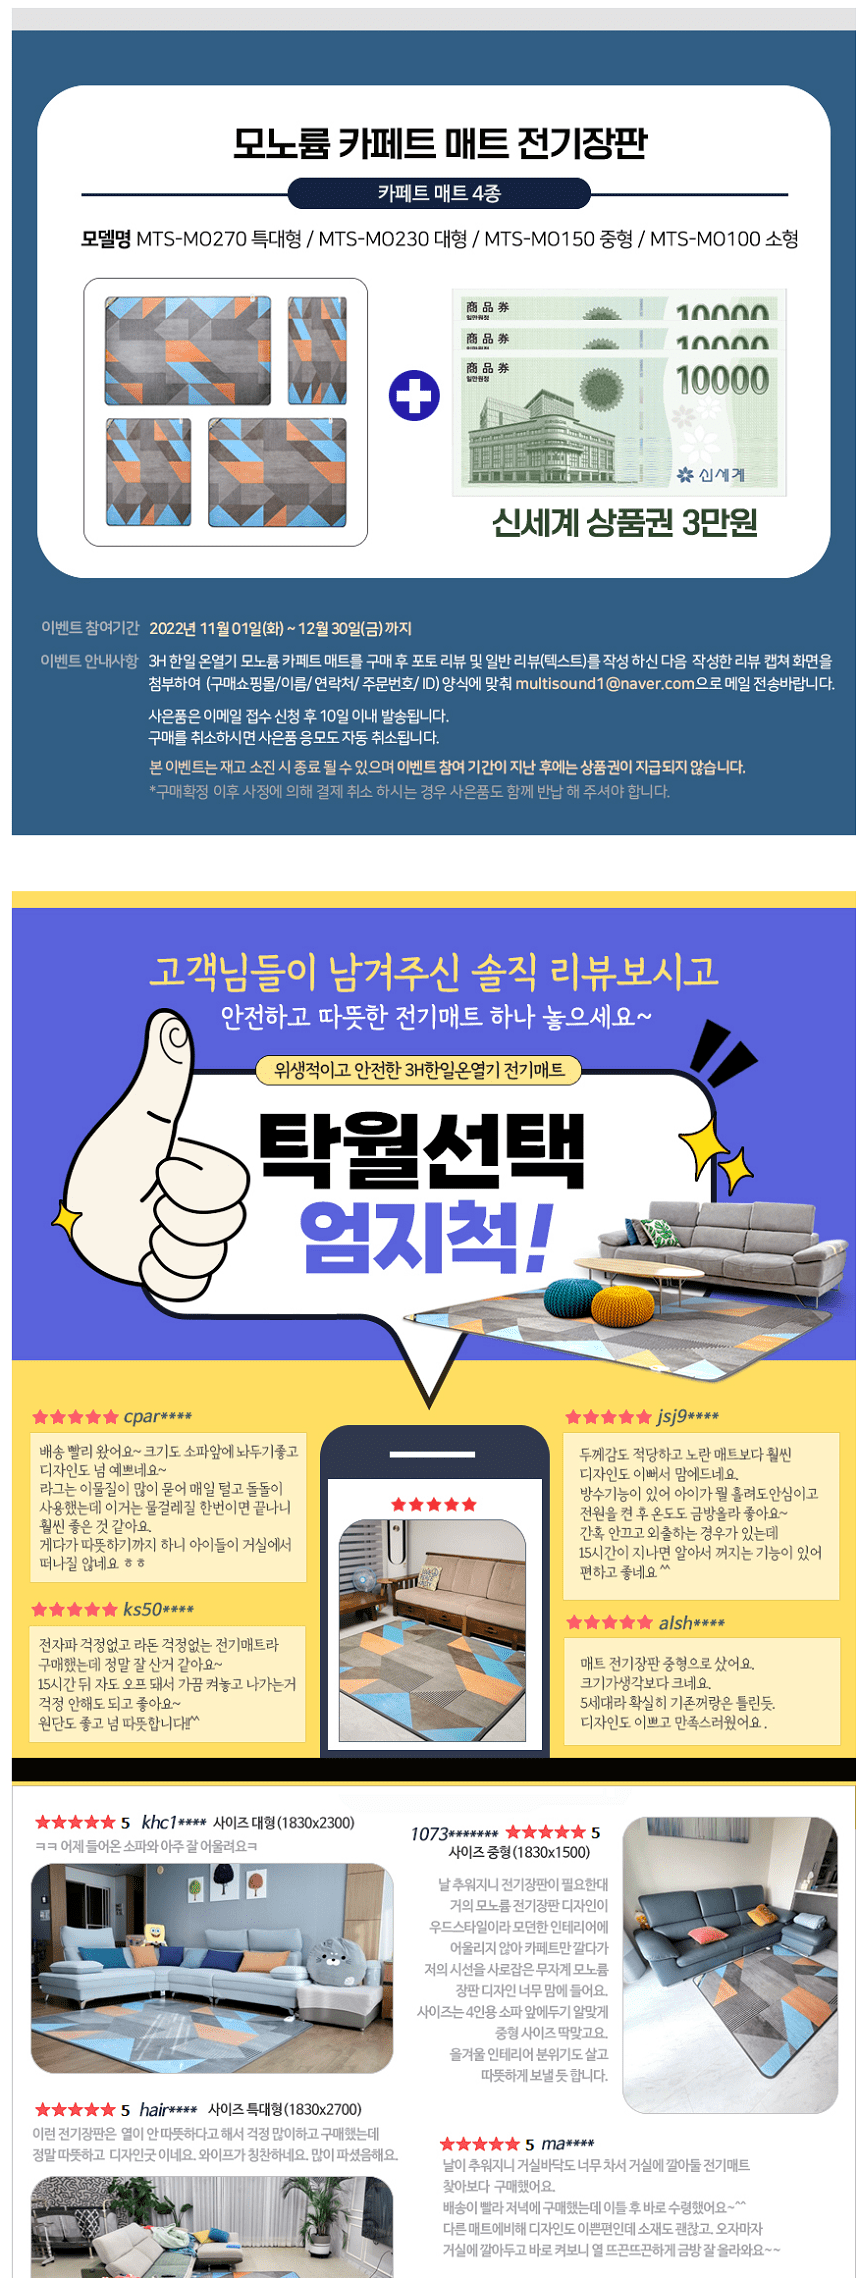 모노륨 카페트 매트 전기장판
카페트 매트 4종
모델명 MTS-MO270 특대형 / MTS-MO230 대형 / MTS-MO150 중형 / MTS-MO100 소형
商品券
일만원정
10000
商品券
일만원정
10000
商品券
일만원정
10000
신세계
신세계 상품권 3만원
이벤트 참여기간 2022년 11월 01일(화) ~ 12월 30일(금) 까지
이벤트 안내사항 3H 한일 온열기 모노륨 카페트 매트를 구매 후 포토 리뷰 및 일반 리뷰(텍스트)를 작성 하신 다음 작성한 리뷰 캡쳐 화면을
첨부하여 (구매쇼핑몰/이름/ 연락처/ 주문번호/ ID) 양식에 맞춰 multisound1@naver.com으로 메일 전송바랍니다.
사은품은 이메일 접수 신청 후 10일 이내 발송됩니다.
구매를 취소하시면 사은품 응모도 자동 취소됩니다.
본 이벤트는 재고 소진 시 종료 될 수 있으며 이벤트 참여 기간이 지난 후에는 상품권이 지급되지 않습니다.
*구매확정 이후 사정에 의해 결제 취소 하시는 경우 사은품도 함께 반납 해 주셔야 합니다.
고객님들이 남겨주신 솔직 리뷰보시고
안전하고 따뜻한 전기매트 하나 놓으세요~
위생적이고 안전한 3H한일온열기 전기매트
탁월선택
엄지척!
★★★★★ cpar****
배송 빨리 왔어요~ 크기도 소파앞에 놔두기좋고
디자인도 넘 예쁘네요~
라그는 이물질이 많이 묻어 매일 털고 돌돌이
사용했는데 이거는 물걸레질 한번이면 끝나니
훨씬 좋은 것 같아요.
게다가 따뜻하기까지 하니 아이들이 거실에서
떠나질 않네요 ㅎㅎ
★★★★★ ks50****
전자파 걱정없고 라돈 걱정없는 전기매트라
구매했는데 정말 잘 산거 같아요~
15시간 뒤 자도 오프 돼서 가끔 켜놓고 나가는거
걱정 안해도 되고 좋아요~
원단도 좋고 넘 따뜻합니다!!^^
★★★★★
★★★★★ jsj9****
두께감도 적당하고 노란 매트보다 훨씬
디자인도 이뻐서 맘에드네요.
방수기능이 있어 아이가 뭘 흘려도안심이고
전원을 켠 후 온도도 금방올라 좋아요~
간혹 안끄고 외출하는 경우가 있는데
15시간이 지나면 알아서 꺼지는 기능이 있어
편하고 좋네요 ^^
★★★★★ alsh****
매트 전기장판 중형으로 샀어요.
크기가생각보다 크네요.
5세대라 확실히 기존꺼랑은 틀린듯.
디자인도 이쁘고 만족스러웠어요 .
★★★★★ 5 khc1**** 사이즈 대형(1830x2300)
ㅋㅋ 어제 들어온 소파와 아주 잘 어울려요ㅋ
★★★★★ 5 hair**** 사이즈 특대형(1830x2700)
이런 전기장판은 열이 안 따뜻하다고 해서 걱정 많이하고 구매했는데
정말 따뜻하고 디자인굿 이네요. 와이프가 칭찬하네요. 많이 파셨음해요.
1073******* ★★★★★ 5
사이즈 중형(1830x1500)
날 추워지니 전기장판이 필요한대
거의 모노륨 전기장판 디자인이
우드스타일이라 모던한 인테리어에
어울리지 않아 카페트만 깔다가
저의 시선을 사로잡은 무자게 모노륨
장판 디자인 너무 맘에 들어요.
사이즈는 4인용 소파 앞에두기 알맞게
중형 사이즈 딱맞고요.
올겨울 인테리어 분위기도 살고
따뜻하게 보낼 듯 합니다.
★★★★★ 5 ma****
날이 추워지니 거실바닥도 너무 차서 거실에 깔아둘 전기매트
찾아보다 구매했어요.
배송이 빨라 저녁에 구매했는데 이틀 후 바로 수령했어요~^^
다른 매트에비해 디자인도 이쁜편인데 소재도 괜찮고. 오자마자
거실에 깔아두고 바로 켜보니 열 뜨끈뜨끈하게 금방 잘 올라와요~~